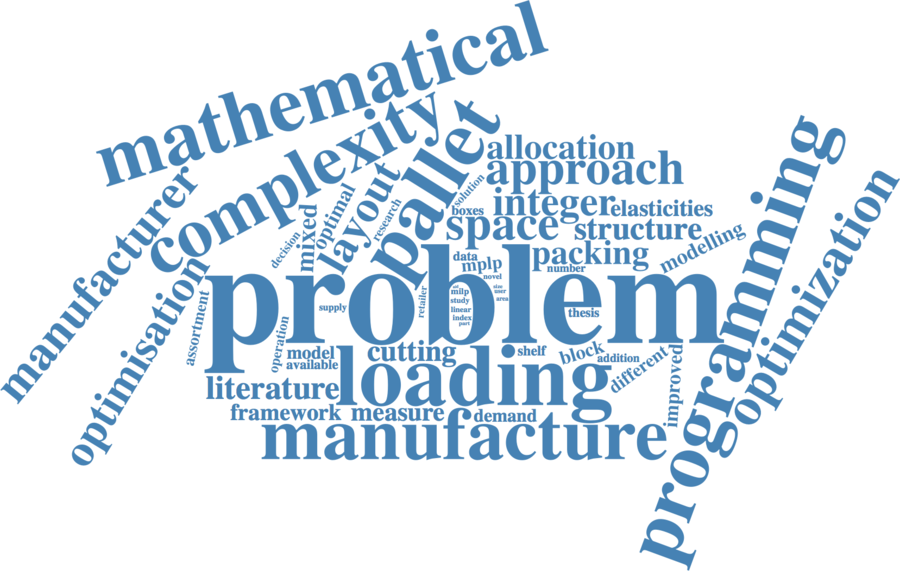 mathematical
complexity
pallet
manufacturer
allocation
approach
solution
integer
elasticities
boxes
space
structure
programming
optimization
modelling
packing
number
layout
research
optimal
mixed
decision
optimisation
data
mplp
novel
milp
size
user
study
area
linear
index
part
problem
thesis
supply
retailer
assortment
operation
model
available
cutting
shelf
block
addition
different
improved
loading
literature
framework
measure
demand
manufacture